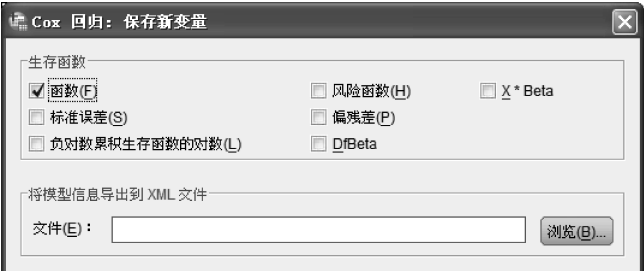 Cox 回归：保存新变量
生存函数
函数(F) 风险函数(H) X * Beta
标准误差(S) 偏残差(P)
负对数累积生存函数的对数(L) DfBeta
将模型信息导出到 XML 文件
文件(E)： 浏览(B)...